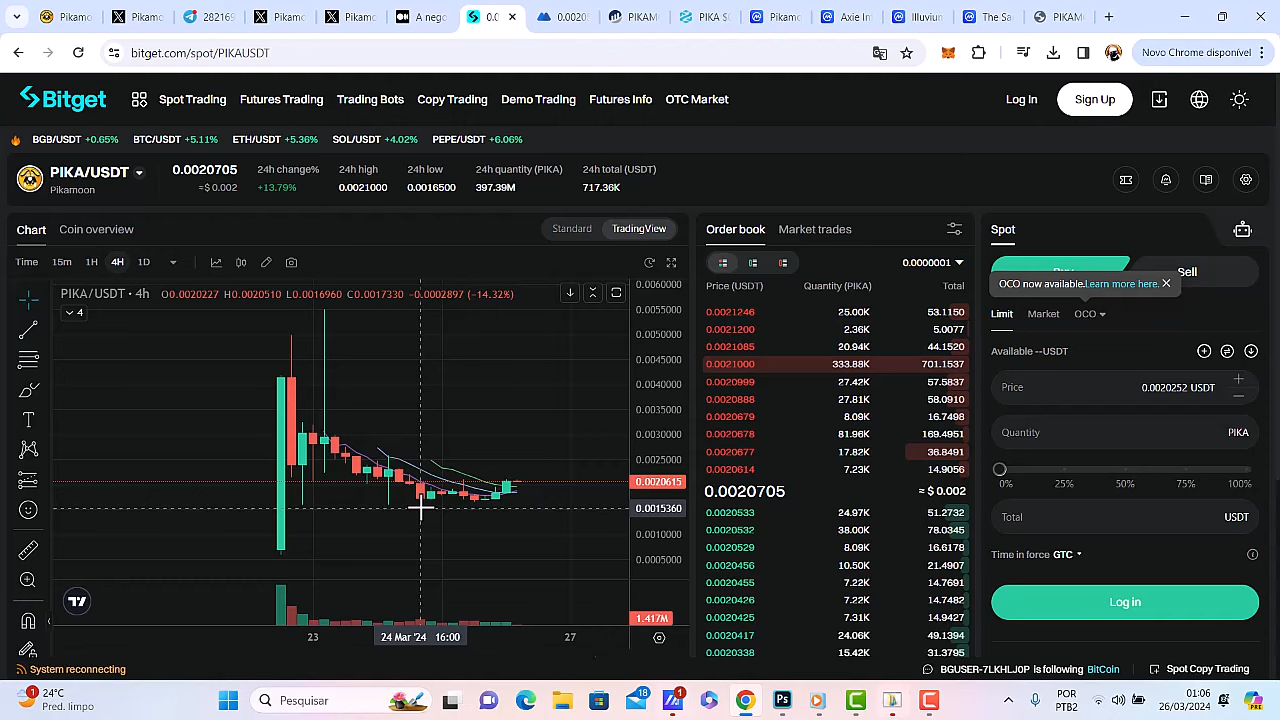 Pikamo
PIKAMO
28216
Pikamo
Pikamo
A nego
0.0
0.0020
PIKAM
PIKA SO
Pikamo
Axie In
Illuviun
The Sa
PIKAMO
bitget.com/spot/PIKAUSDT
Novo Chrome disponível
Bitget
Spot Trading
Futures Trading
Trading Bots
Copy Trading
Demo Trading
Futures Info
OTC Market
Log In
Sign Up
BGB/USDT +0.65%
BTC/USDT +5.11%
ETH/USDT +5.36%
SOL/USDT +4.02%
PEPE/USDT +6.06%
PIKA/USDT
Pikamoon
0.0020705
≈$ 0.002
24h change%
+13.79%
24h high
0.0021000
24h low
0.0016500
24h quantity (PIKA)
397.39M
24h total (USDT)
717.36K
Chart
Coin overview
Standard
TradingView
Time 15m 1H 4H 1D
PIKA/USDT · 4h O0.0020227 H0.0020510 L0.0016960 C0.0017330 -0.0002897 (-14.32%)
4
0.0060000
0.0055000
0.0050000
0.0045000
0.0040000
0.0035000
0.0030000
0.0025000
0.0020615
0.0015360
0.0010000
0.0005000
1.417M
23
24 Mar '24 16:00
27
Order book
Market trades
0.0000001
Price (USDT) Quantity (PIKA) Total
0.0021246 25.00K 53.1150
0.0021200 2.36K 5.0077
0.0021085 20.94K 44.1520
0.0021000 333.88K 701.1537
0.0020999 27.42K 57.5837
0.0020888 27.81K 58.0910
0.0020679 8.09K 16.7498
0.0020678 81.96K 169.4951
0.0020677 17.82K 36.8491
0.0020614 7.23K 14.9056
0.0020705 ≈ $ 0.002
0.0020533 24.97K 51.2732
0.0020532 38.00K 78.0345
0.0020529 8.09K 16.6178
0.0020456 10.50K 21.4907
0.0020455 7.22K 14.7691
0.0020426 7.22K 14.7482
0.0020425 7.31K 14.9427
0.0020417 24.06K 49.1394
0.0020338 15.42K 31.3795
Spot
Sell
OCO now available. Learn more here.
Limit Market OCO
Available --USDT
Price 0.0020252 USDT
Quantity PIKA
0% 25% 50% 75% 100%
Total USDT
Time in force GTC
Log in
System reconnecting
BGUSER-7LKHLJ0P is following BitCoin
Spot Copy Trading
1
24°C
Pred. limpo
Pesquisar
18
1
POR
PTB2
01:06
26/03/2024
PRE